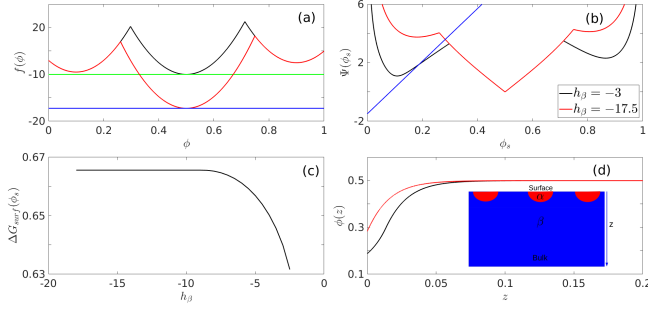 (a)
20
5
-10
-20
f(ϕ)
0 0.2 0.4 0.6 0.8 1
ϕ
(b)
6
2
-2
Ψ(ϕs)
0 0.2 0.4 0.6 0.8 1
ϕs
hβ = −3
hβ = −17.5
(c)
0.67
0.65
0.63
ΔGsurf(ϕs)
-20 -15 -10 -5 0
hβ
(d)
0.5
0.3
0.1
ϕ(z)
0 0.05 0.1 0.15 0.2
z
Surface
α
β
z